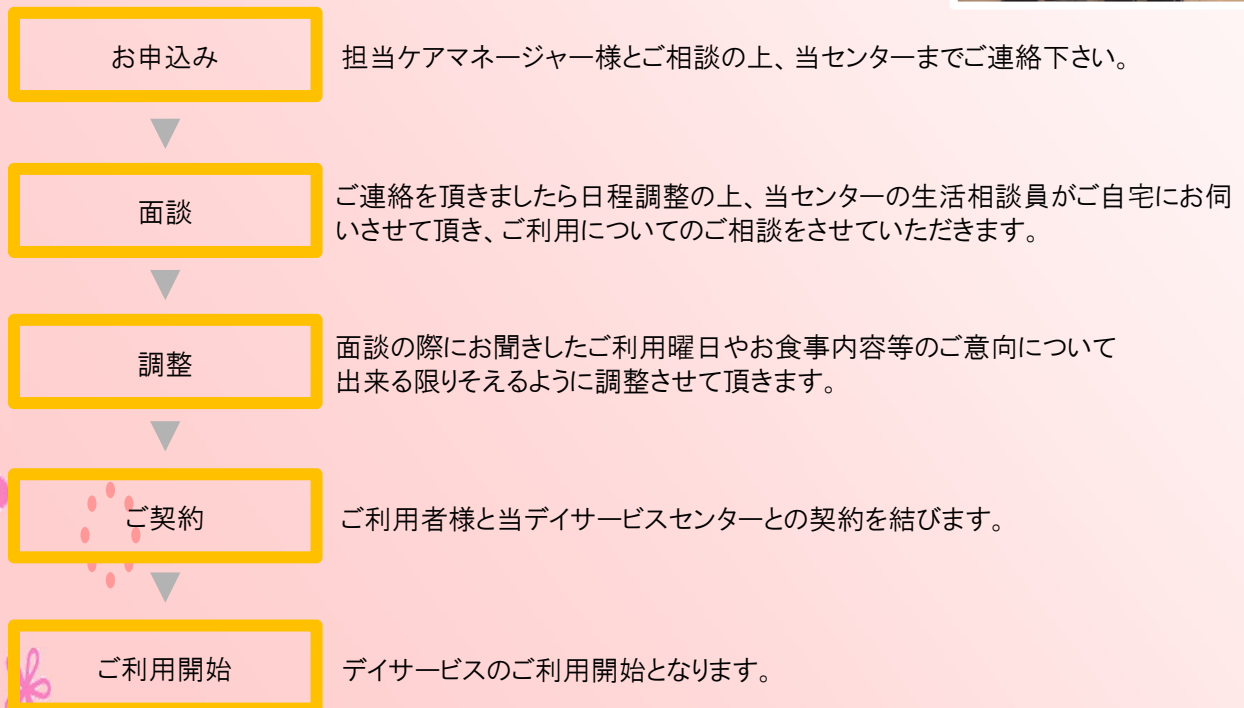 お申込み
担当ケアマネージャー様とご相談の上、当センターまでご連絡下さい。
面談
ご連絡を頂きましたら日程調整の上、当センターの生活相談員がご自宅にお伺
いさせて頂き、ご利用についてのご相談をさせていただきます。
調整
面談の際にお聞きしたご利用曜日やお食事内容等のご意向について
出来る限りそえるように調整させて頂きます。
ご契約
ご利用者様と当デイサービスセンターとの契約を結びます。
ご利用開始
デイサービスのご利用開始となります。